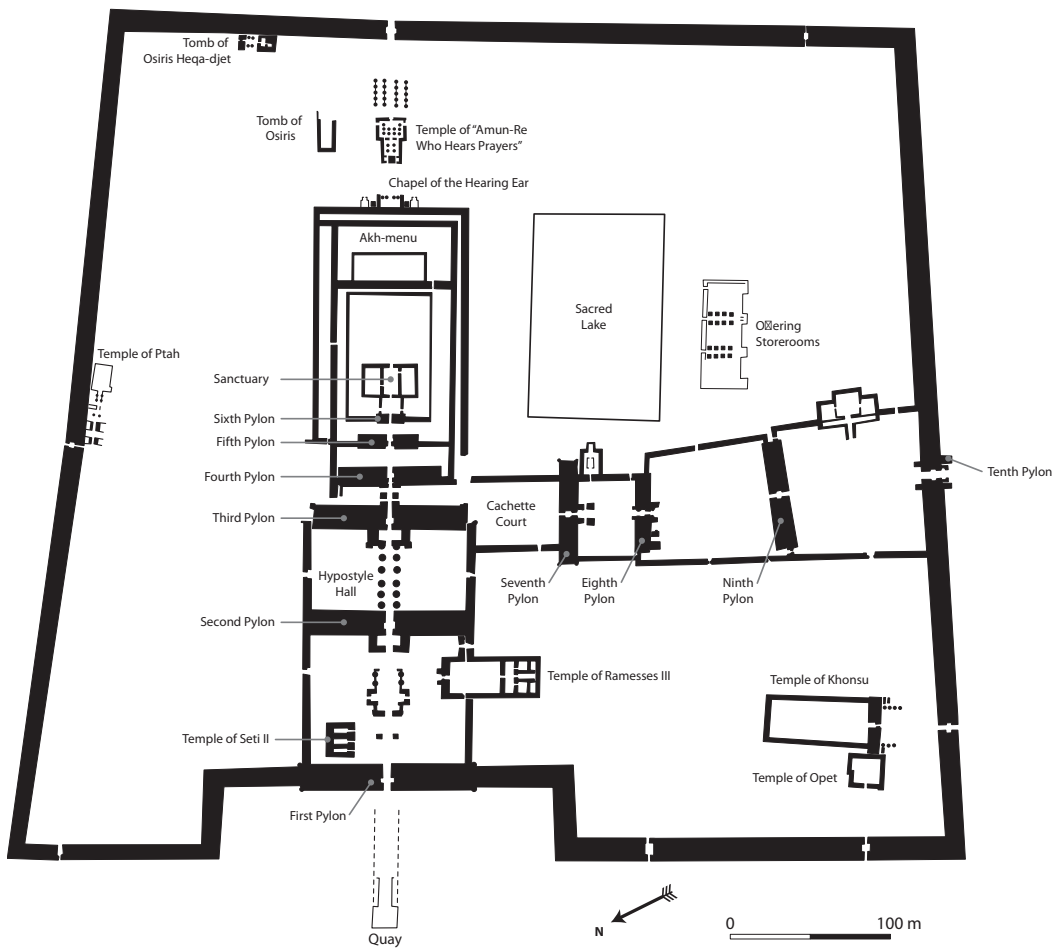 Tomb of
Osiris Heqa-djet
Tomb of
Osiris
Temple of “Amun-Re
Who Hears Prayers”
Chapel of the Hearing Ear
Akh-menu
Sacred
Lake
O�ering
Storerooms
Temple of Ptah
Sanctuary
Sixth Pylon
Fifth Pylon
Fourth Pylon
Third Pylon
Cachette
Court
Tenth Pylon
Hypostyle
Hall
Seventh
Pylon
Eighth
Pylon
Ninth
Pylon
Second Pylon
Temple of Ramesses III
Temple of Khonsu
Temple of Seti II
Temple of Opet
First Pylon
N
0
100 m
Quay